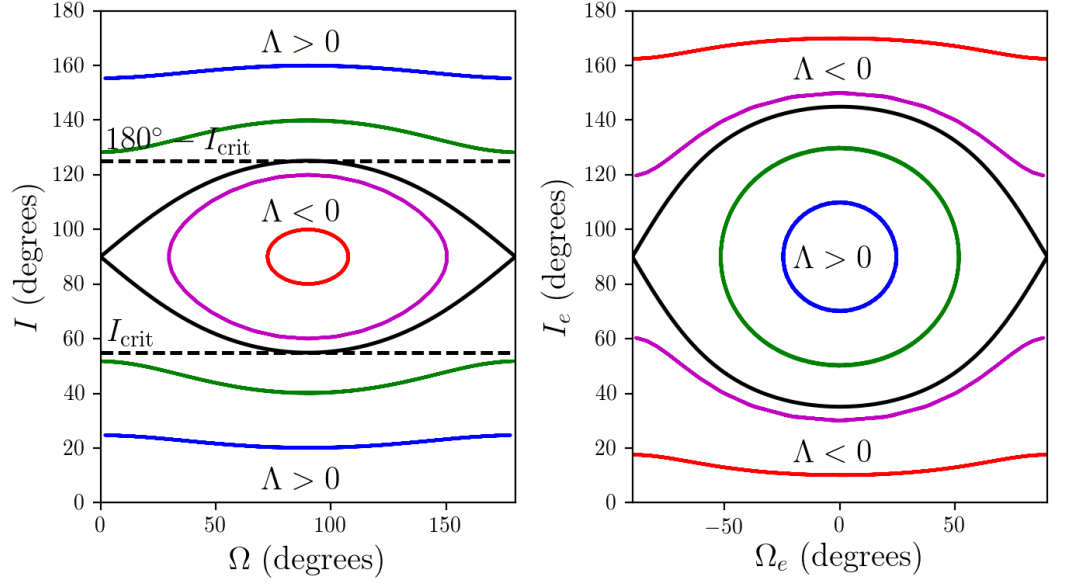 180
160
140
120
100
80
60
40
20
0
I (degrees)
Λ > 0
180° − I_crit
Λ < 0
I_crit
Λ > 0
0
50
100
150
Ω (degrees)
180
160
140
120
100
80
60
40
20
0
I_e (degrees)
Λ < 0
Λ > 0
Λ < 0
−50
0
50
Ω_e (degrees)